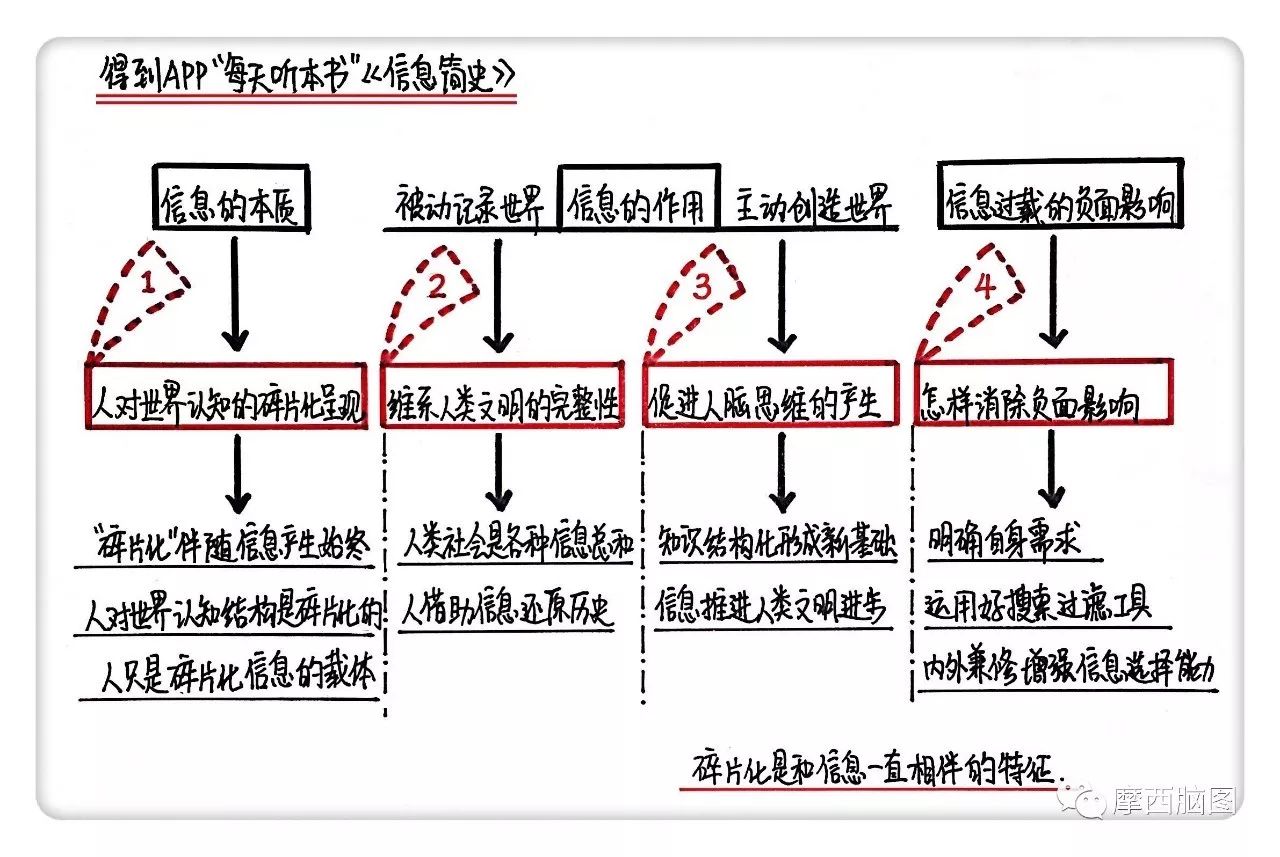 得到APP“每天听本书”《信息简史》
信息的本质
被动记录世界 信息的作用 主动创造世界
信息过载的负面影响
1
2
3
4
人对世界认知的碎片化呈现
维系人类文明的完整性
促进人脑思维的产生
怎样消除负面影响
“碎片化”伴随信息产生始终
人对世界认知结构是碎片化的
人只是碎片化信息的载体
人类社会是各种信息总和
人借助信息还原历史
知识结构化形成新基础
信息推进人类文明进步
明确自身需求
运用好搜索过滤工具
内外兼修增强信息选择能力
碎片化是和信息一直相伴的特征.
摩西脑图